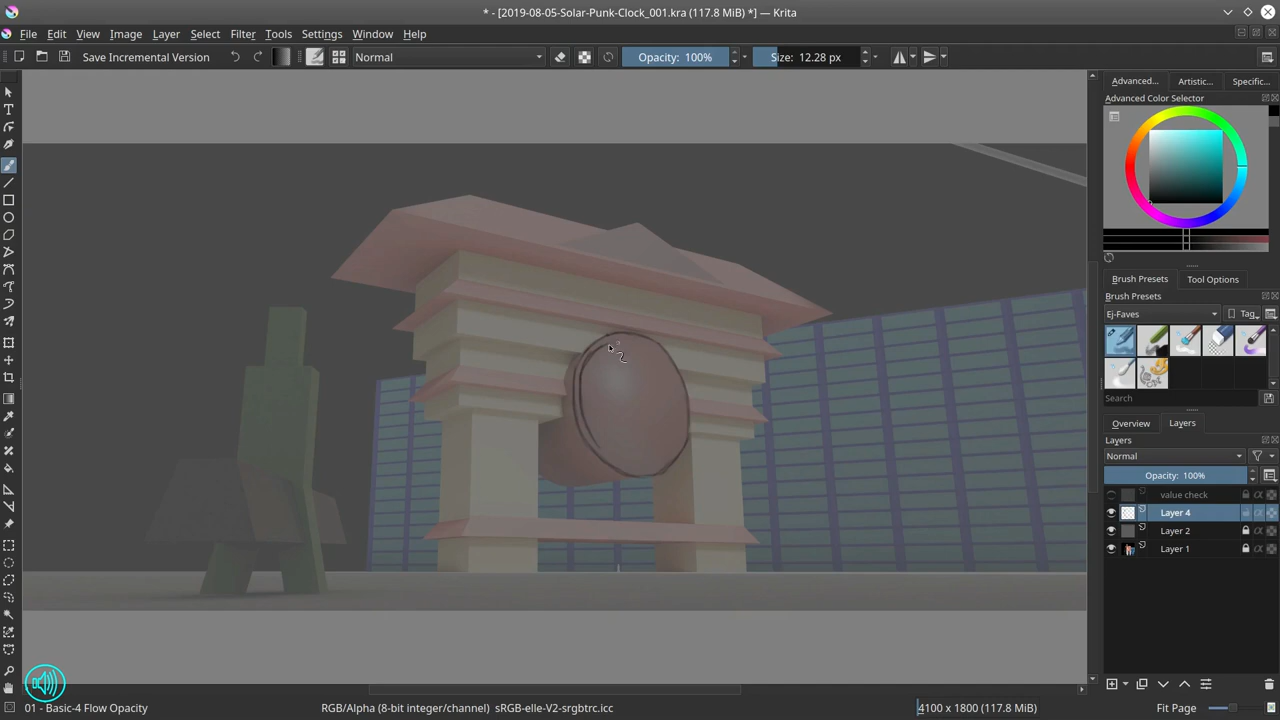 * - [2019-08-05-Solar-Punk-Clock_001.kra (117.8 MiB) *] — Krita
File Edit View Image Layer Select Filter Tools Settings Window Help
Save Incremental Version Normal Opacity: 100% Size: 12.28 px
Advanced... Artistic... Specific...
Advanced Color Selector
Brush Presets Tool Options
Brush Presets
Ej-Faves Tag
Search
Overview Layers
Layers
Normal
Opacity: 100%
value check
Layer 4
Layer 2
Layer 1
01 - Basic-4 Flow Opacity RGB/Alpha (8-bit integer/channel) sRGB-elle-V2-srgbtrc.icc 4100 x 1800 (117.8 MiB) Fit Page